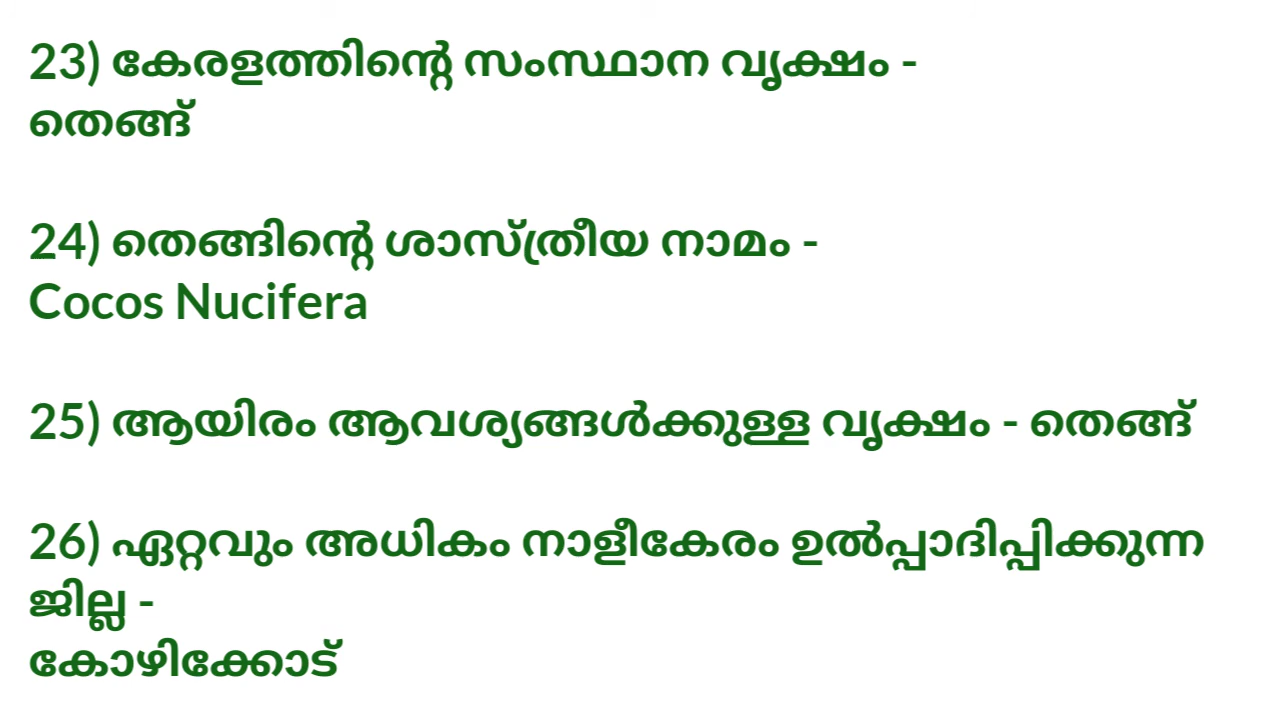 23) കേരളത്തിന്റെ സംസ്ഥാന വൃക്ഷം -
തെങ്ങ്
24) തെങ്ങിന്റെ ശാസ്ത്രീയ നാമം -
Cocos Nucifera
25) ആയിരം ആവശ്യങ്ങൾക്കുള്ള വൃക്ഷം - തെങ്ങ്
26) ഏറ്റവും അധികം നാളീകേരം ഉൽപ്പാദിപ്പിക്കുന്ന
ജില്ല -
കോഴിക്കോട്